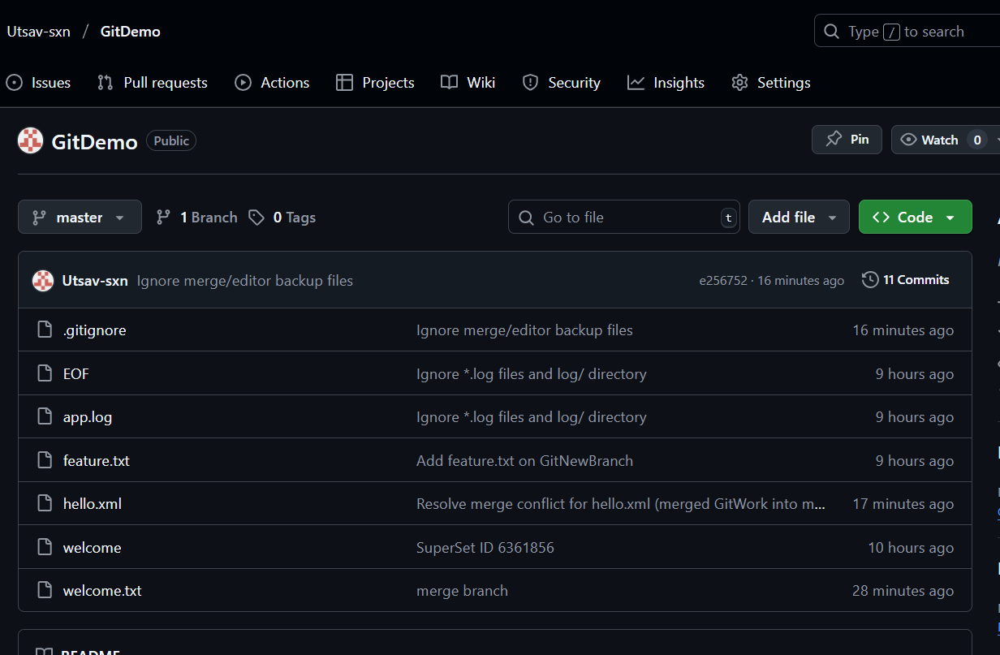 Utsav-sxn / GitDemo
Type / to search
Issues Pull requests Actions Projects Wiki Security Insights Settings
GitDemo Public
Pin Watch 0
master 1 Branch 0 Tags Go to file t Add file Code
Utsav-sxn Ignore merge/editor backup files e256752 · 16 minutes ago 11 Commits
.gitignore Ignore merge/editor backup files 16 minutes ago
EOF Ignore *.log files and log/ directory 9 hours ago
app.log Ignore *.log files and log/ directory 9 hours ago
feature.txt Add feature.txt on GitNewBranch 9 hours ago
hello.xml Resolve merge conflict for hello.xml (merged GitWork into m... 17 minutes ago
welcome SuperSet ID 6361856 10 hours ago
welcome.txt merge branch 28 minutes ago
README